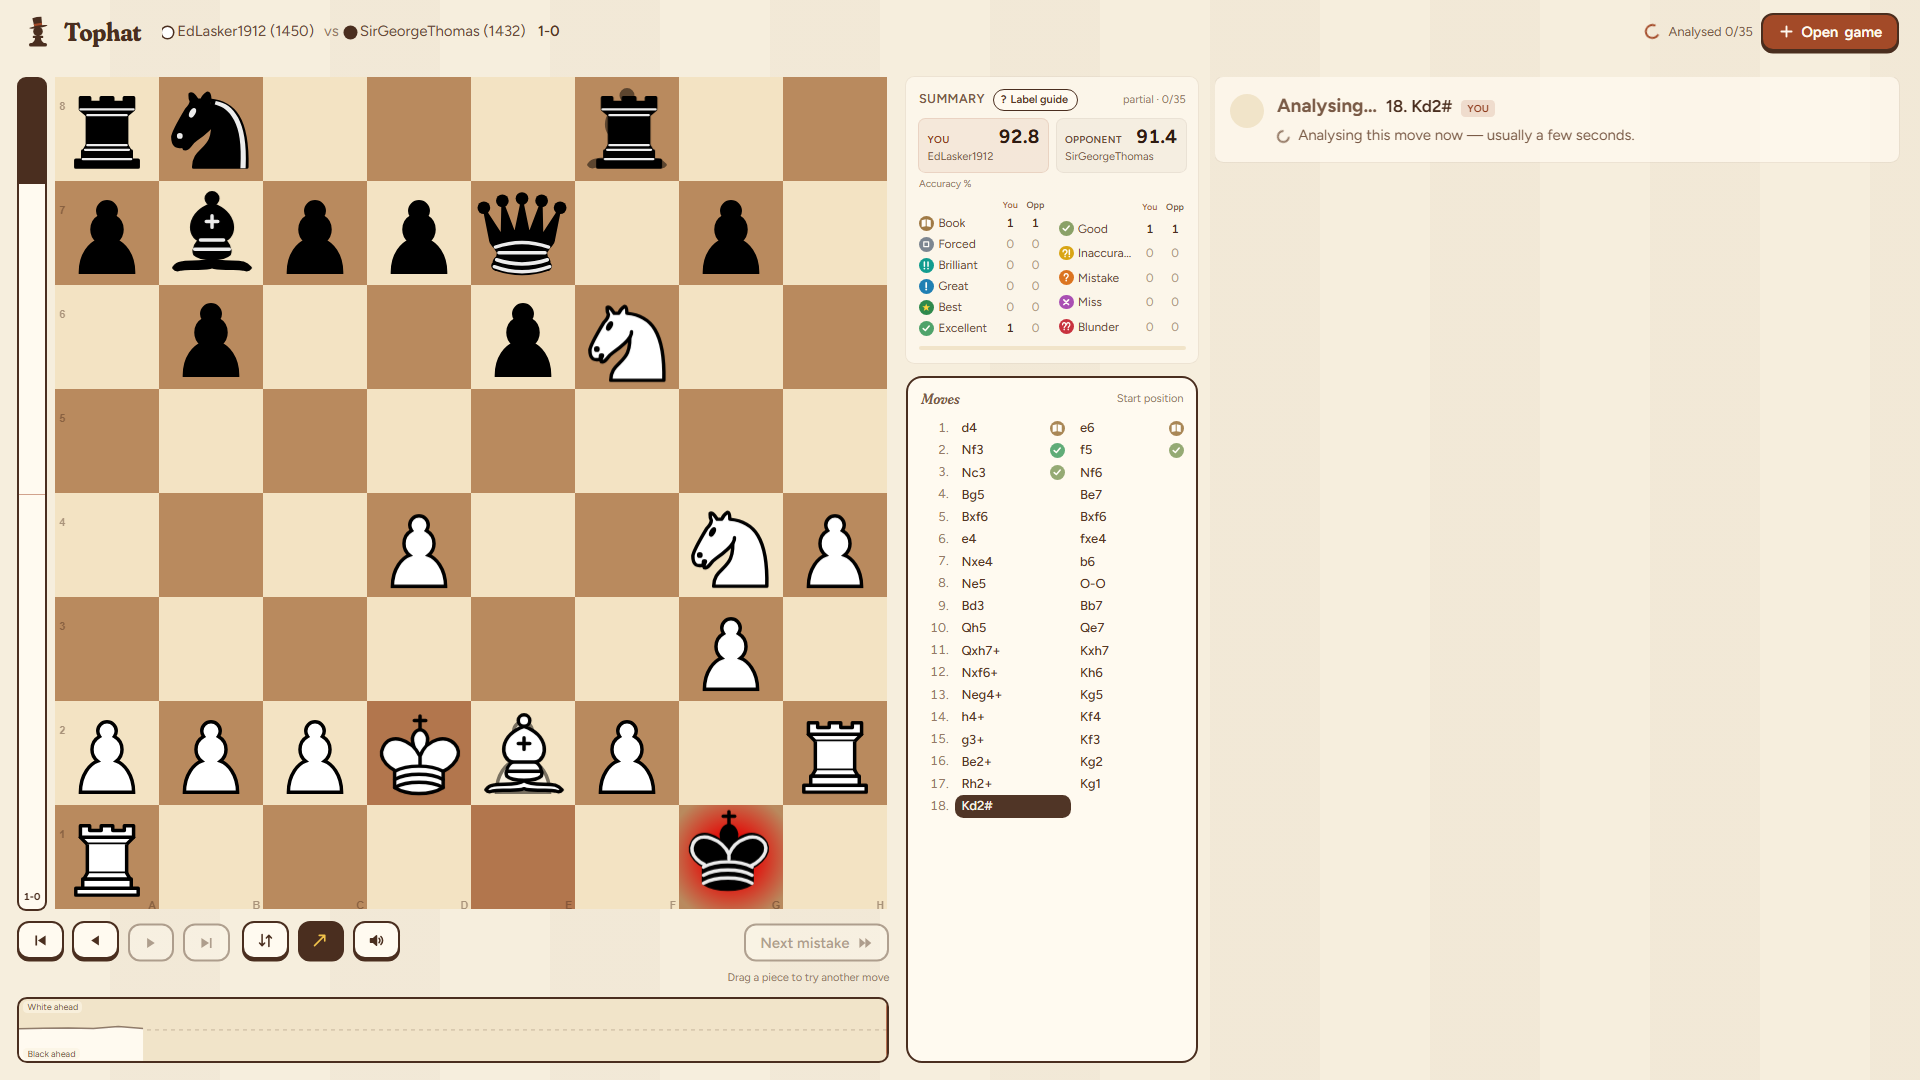 Tophat EdLasker1912 (1450) vs SirGeorgeThomas (1432) 1-0
Analysed 0/35 + Open game
8
7
6
5
4
3
2
1
A B C D E F G H
1-0
Next mistake
Drag a piece to try another move
White ahead
Black ahead
SUMMARY ? Label guide partial · 0/35
YOU 92.8
EdLasker1912
OPPONENT 91.4
SirGeorgeThomas
Accuracy %
You Opp
Book 1 1
Forced 0 0
!! Brilliant 0 0
! Great 0 0
Best 0 0
Excellent 1 0
You Opp
Good 1 1
?! Inaccura... 0 0
? Mistake 0 0
Miss 0 0
?? Blunder 0 0
Moves Start position
1. d4 e6
2. Nf3 f5
3. Nc3 Nf6
4. Bg5 Be7
5. Bxf6 Bxf6
6. e4 fxe4
7. Nxe4 b6
8. Ne5 O-O
9. Bd3 Bb7
10. Qh5 Qe7
11. Qxh7+ Kxh7
12. Nxf6+ Kh6
13. Neg4+ Kg5
14. h4+ Kf4
15. g3+ Kf3
16. Be2+ Kg2
17. Rh2+ Kg1
18. Kd2#
Analysing... 18. Kd2# YOU
Analysing this move now — usually a few seconds.